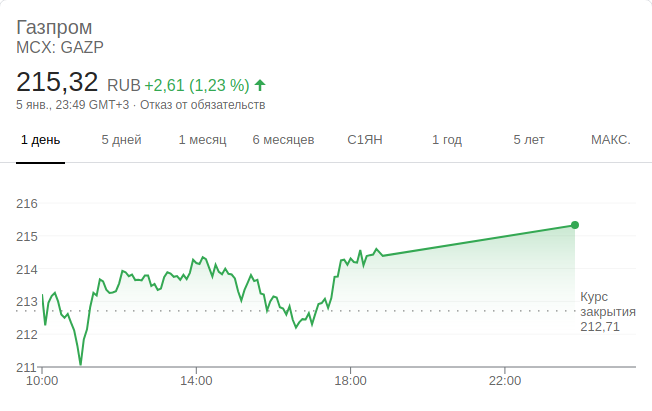 Газпром
MCX: GAZP
215,32 RUB +2,61 (1,23 %)
5 янв., 23:49 GMT+3 · Отказ от обязательств
1 день 5 дней 1 месяц 6 месяцев С1ЯН 1 год 5 лет МАКС.
216
215
214
213
212
211
Курс
закрытия
212,71
10:00 14:00 18:00 22:00